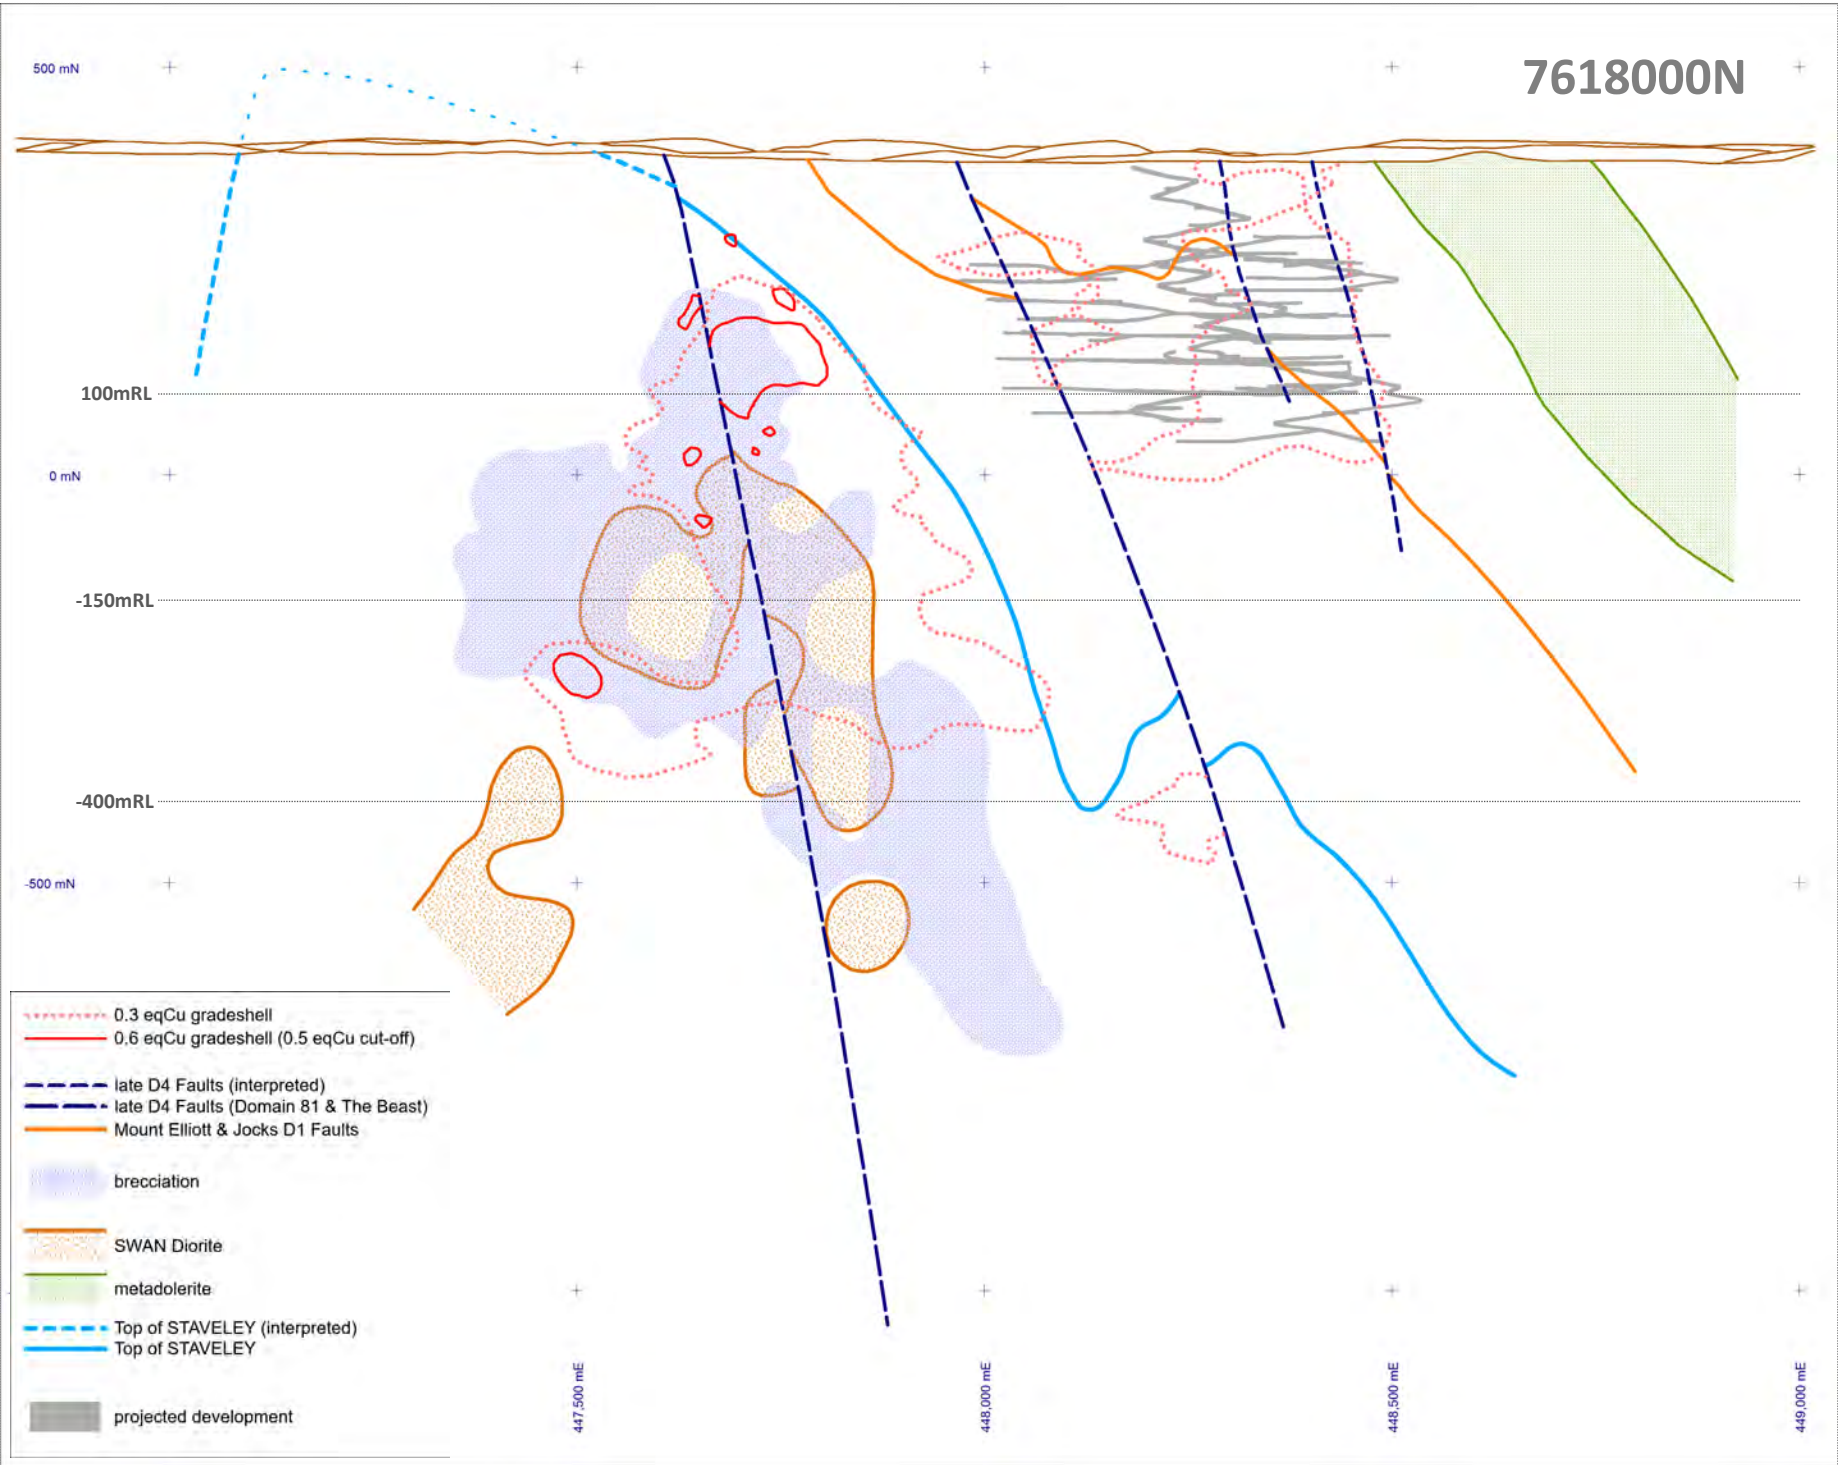 7618000N
500 mN
100mRL
0 mN
-150mRL
-400mRL
-500 mN
0.3 eqCu gradeshell
0.6 eqCu gradeshell (0.5 eqCu cut-off)
late D4 Faults (interpreted)
late D4 Faults (Domain 81 & The Beast)
Mount Elliott & Jocks D1 Faults
brecciation
SWAN Diorite
metadolerite
Top of STAVELEY (interpreted)
Top of STAVELEY
projected development
447,500 mE
448,000 mE
448,500 mE
449,000 mE